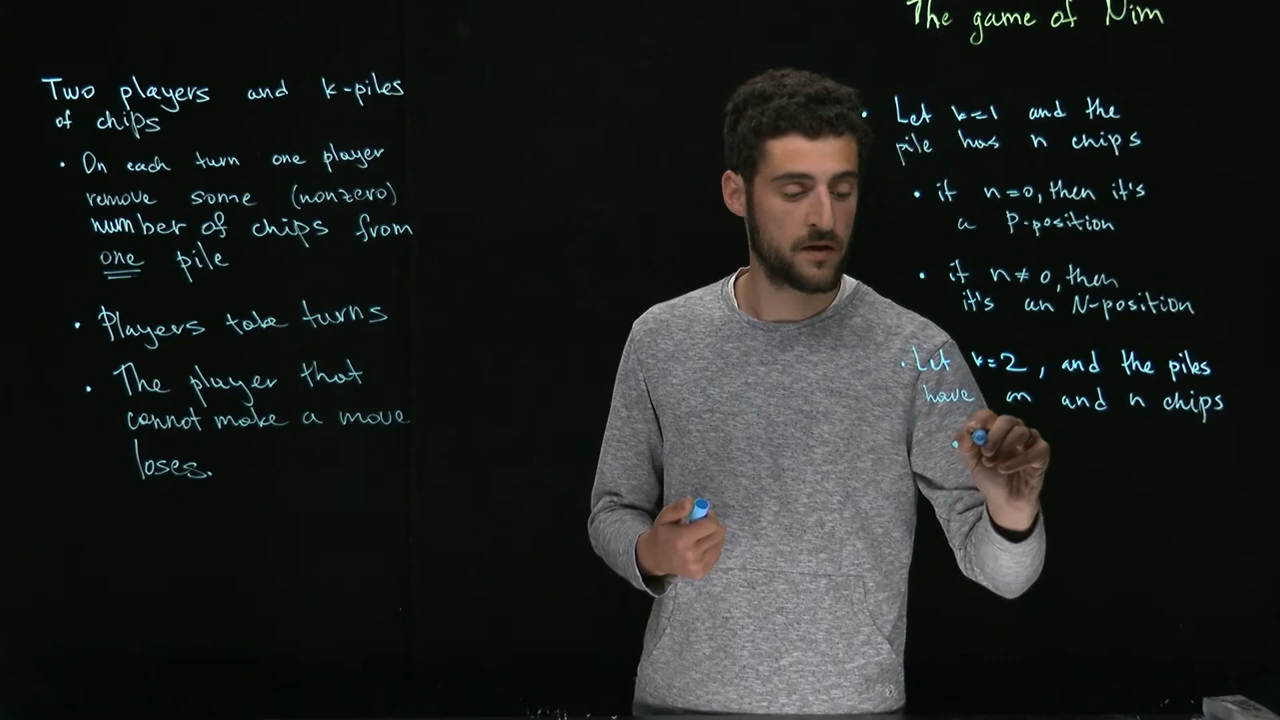 The game of Nim
Two players and k-piles
of chips
• On each turn one player
remove some (nonzero)
number of chips from
one pile
• Players take turns
• The player that
cannot make a move
loses.
• Let k=1 and the
pile has n chips
• if n=0, then it's
a P-position
• if n≠0, then
it's an N-position
• Let k=2, and the piles
have m and n chips
•